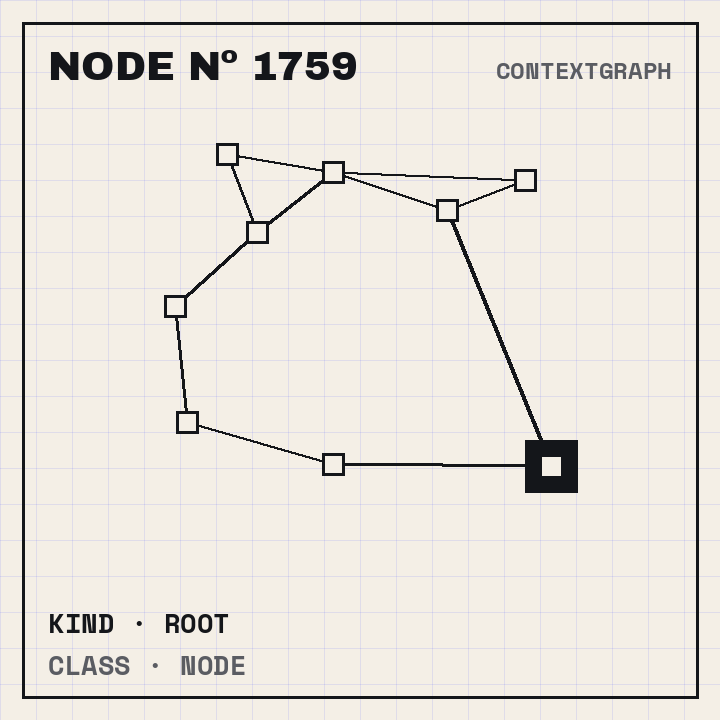 NODE Nº 1759
CONTEXTGRAPH
KIND · ROOT
CLASS · NODE